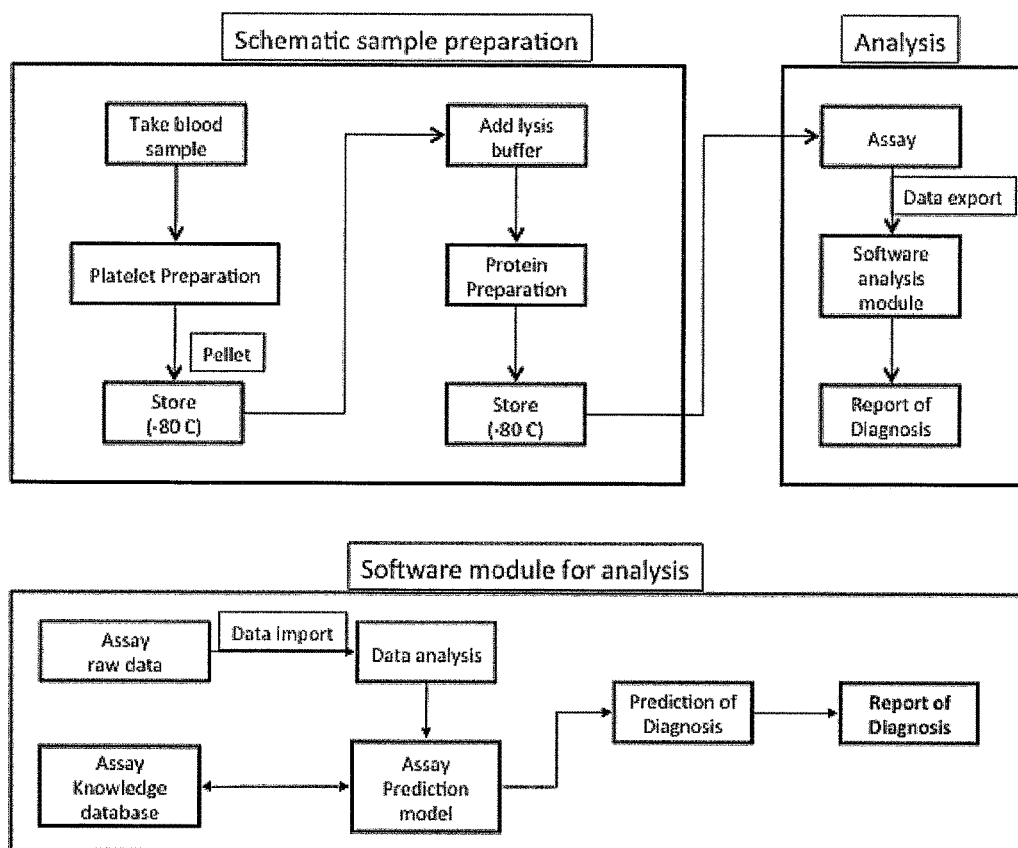 Schematic sample preparation
Take blood
sample
Platelet Preparation
Pellet
Store
(-80 C)
Add lysis
buffer
Protein
Preparation
Store
(-80 C)
Analysis
Assay
Data export
Software
analysis
module
Report of
Diagnosis
Software module for analysis
Assay
raw data
Data import
Data analysis
Assay
Knowledge
database
Assay
Prediction
model
Prediction of
Diagnosis
Report of
Diagnosis